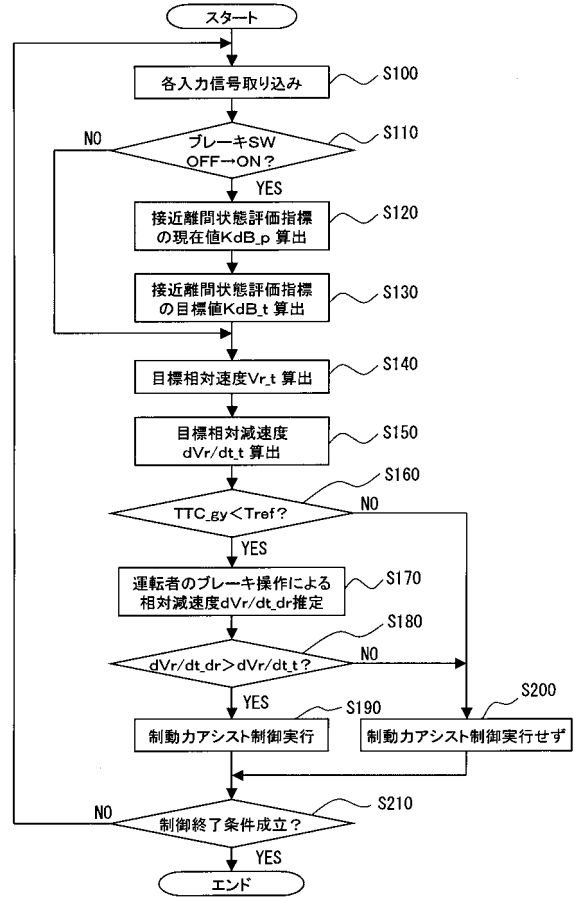 スタート
各入力信号取り込み
S100
ブレーキSW
OFF→ON？
S110
NO
YES
接近離間状態評価指標
の現在値KdB_p 算出
S120
接近離間状態評価指標
の目標値KdB_t 算出
S130
目標相対速度Vr_t 算出
S140
目標相対減速度
dVr/dt_t 算出
S150
TTC_gy＜Tref？
S160
NO
YES
運転者のブレーキ操作による
相対減速度dVr/dt_dr推定
S170
dVr/dt_dr＞dVr/dt_t？
S180
NO
YES
制動力アシスト制御実行
S190
制動力アシスト制御実行せず
S200
制御終了条件成立？
S210
NO
YES
エンド